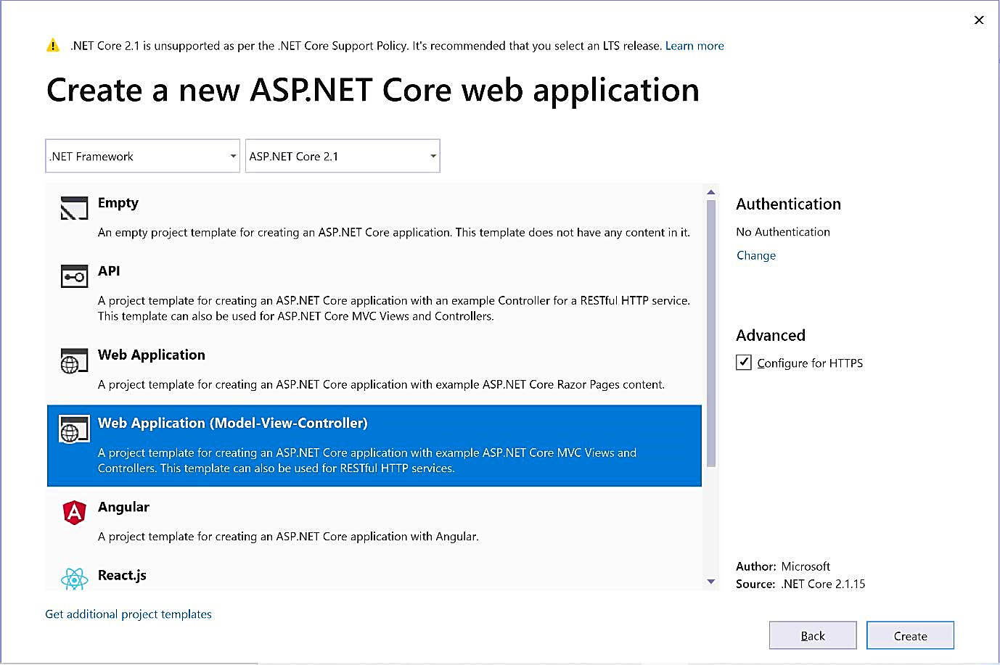 .NET Core 2.1 is unsupported as per the .NET Core Support Policy. It's recommended that you select an LTS release. Learn more
Create a new ASP.NET Core web application
.NET Framework
ASP.NET Core 2.1
Empty
An empty project template for creating an ASP.NET Core application. This template does not have any content in it.
API
A project template for creating an ASP.NET Core application with an example Controller for a RESTful HTTP service.
This template can also be used for ASP.NET Core MVC Views and Controllers.
Web Application
A project template for creating an ASP.NET Core application with example ASP.NET Core Razor Pages content.
Web Application (Model-View-Controller)
A project template for creating an ASP.NET Core application with example ASP.NET Core MVC Views and
Controllers. This template can also be used for RESTful HTTP services.
Angular
A project template for creating an ASP.NET Core application with Angular.
React.js
Get additional project templates
Authentication
No Authentication
Change
Advanced
Configure for HTTPS
Author: Microsoft
Source: .NET Core 2.1.15
Back
Create